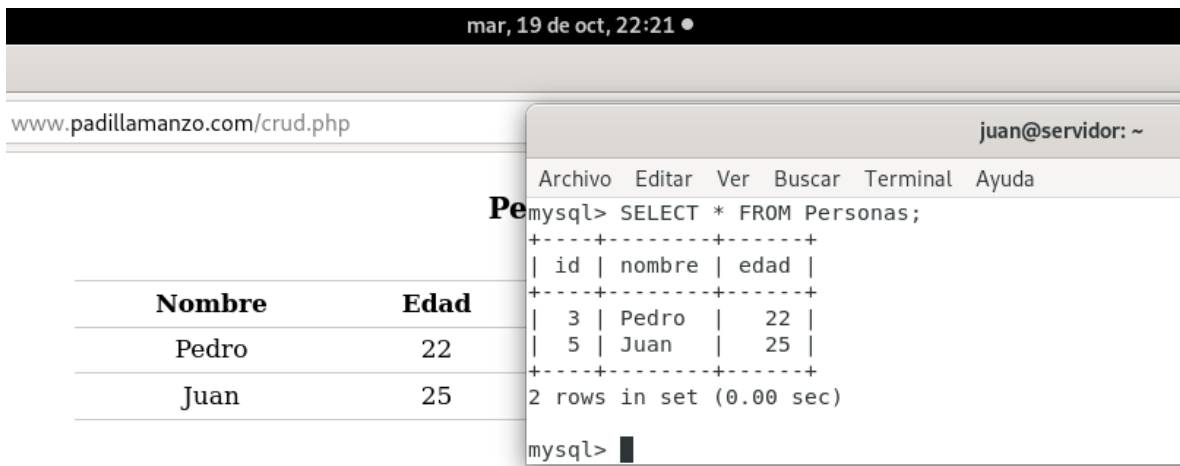 mar, 19 de oct, 22:21
www.padillamanzo.com/crud.php
Pe
Nombre Edad
Pedro 22
Juan 25
juan@servidor: ~
Archivo Editar Ver Buscar Terminal Ayuda
mysql> SELECT * FROM Personas;
+----+--------+------+
| id | nombre | edad |
+----+--------+------+
|  3 | Pedro  |   22 |
|  5 | Juan   |   25 |
+----+--------+------+
2 rows in set (0.00 sec)
mysql>